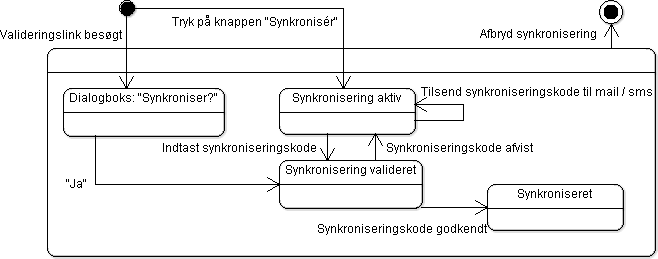 Tryk på knappen "Synkronisér"
Afbryd synkronisering
Valideringslink besøgt
Dialogboks: "Synkroniser?"
Synkronisering aktiv
Tilsend synkroniseringskode til mail / sms
Indtast synkroniseringskode
Synkroniseringskode afvist
Synkronisering valideret
"Ja"
Synkroniseret
Synkroniseringskode godkendt